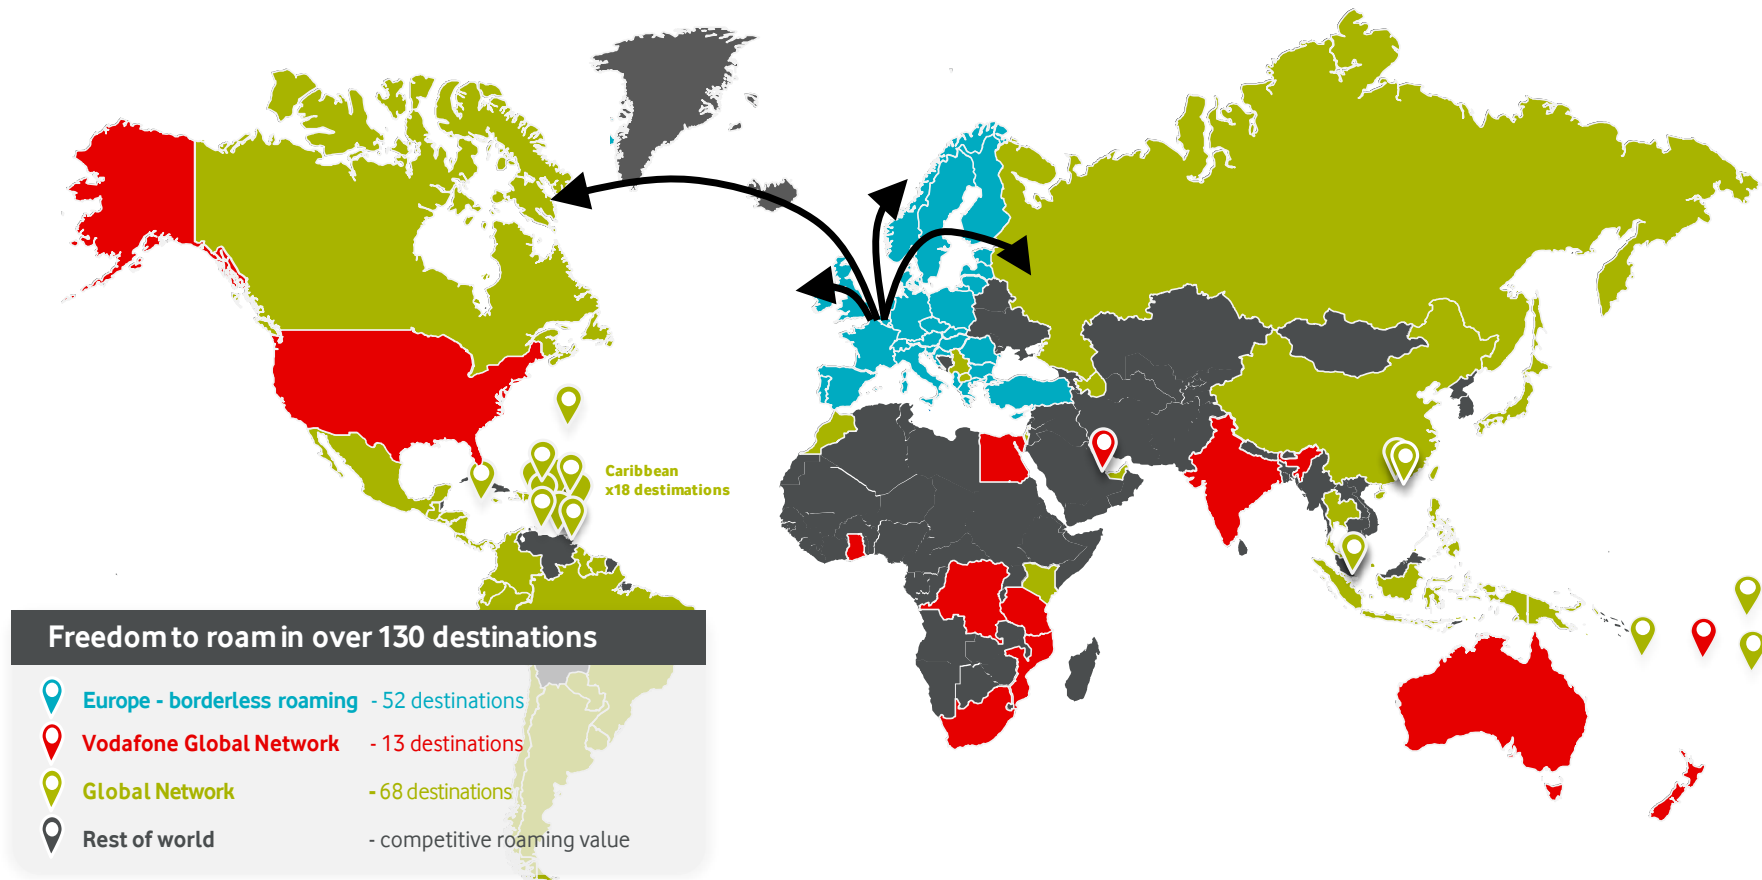 Caribbean
x18 destimations
Freedom to roam in over 130 destinations
Europe - borderless roaming - 52 destinations
Vodafone Global Network - 13 destinations
Global Network - 68 destinations
Rest of world - competitive roaming value